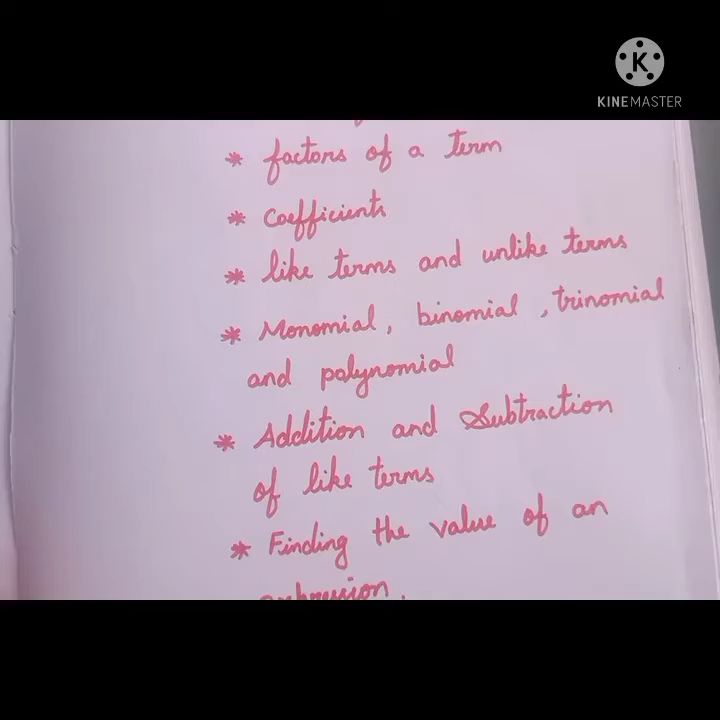 K
KINEMASTER
* factors of a term
* Coefficients
* like terms and unlike terms
* Monomial, binomial, trinomial
and polynomial
* Addition and Subtraction
of like terms
* Finding the value of an
expression.